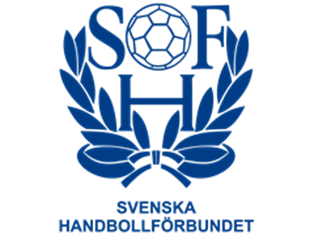 S F
H
SVENSKA
HANDBOLLFÖRBUNDET